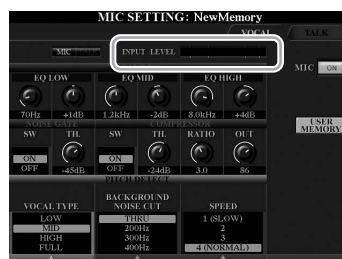 MIC SETTING: NewMemory
VOCAL TALK
MIC INPUT LEVEL
MIC ON
EQ LOW EQ MID EQ HIGH
70Hz +1dB 1.2kHz -2dB 8.0kHz +4dB
NOISE GATE COMPRESSOR
SW TH. SW TH. RATIO OUT
ON ON
OFF -45dB OFF -24dB 3.0 86
USER
MEMORY
PITCH DETECT
BACKGROUND
VOCAL TYPE NOISE CUT SPEED
LOW THRU 1 (SLOW)
MID 200Hz 2
HIGH 300Hz 3
FULL 400Hz 4 (NORMAL)